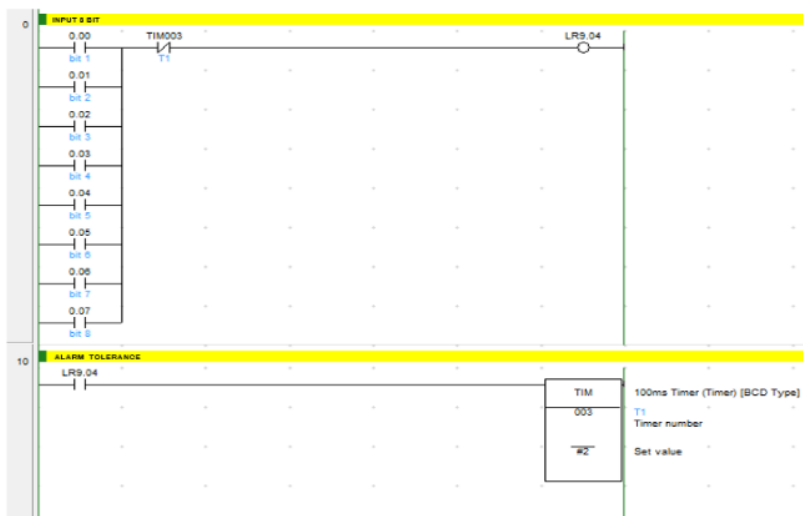 0
INPUT 8 BIT
0.00 TIM003 LR9.04
bit 1 T1
0.01
bit 2
0.02
bit 3
0.03
bit 4
0.04
bit 5
0.05
bit 6
0.06
bit 7
0.07
bit 8
10
ALARM TOLERANCE
LR9.04
TIM 100ms Timer (Timer) [BCD Type]
003 T1
Timer number
#2 Set value